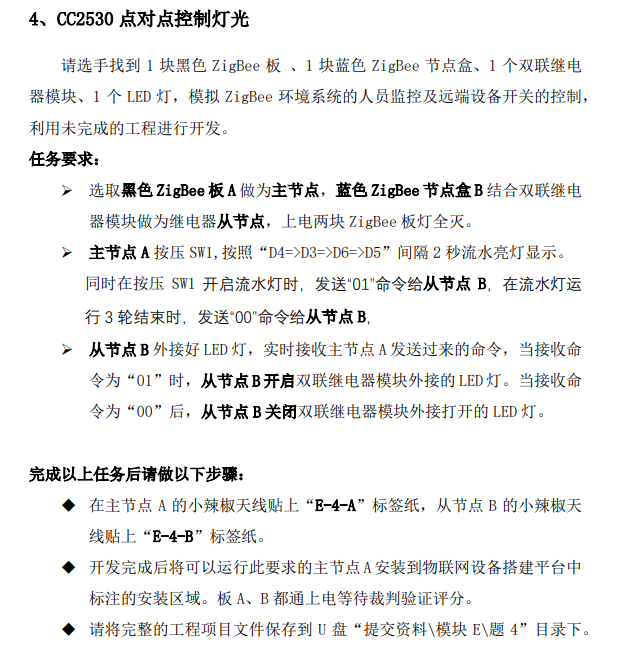 4、CC2530 点对点控制灯光
请选手找到 1 块黑色 ZigBee 板 、1 块蓝色 ZigBee 节点盒、1 个双联继电
器模块、1 个 LED 灯，模拟 ZigBee 环境系统的人员监控及远端设备开关的控制，
利用未完成的工程进行开发。
任务要求：
➢ 选取黑色 ZigBee 板 A 做为主节点，蓝色 ZigBee 节点盒 B 结合双联继电
器模块做为继电器从节点，上电两块 ZigBee 板灯全灭。
➢ 主节点 A 按压 SW1,按照“D4=>D3=>D6=>D5”间隔 2 秒流水亮灯显示。
同时在按压 SW1 开启流水灯时，发送“01”命令给从节点 B，在流水灯运
行 3 轮结束时，发送“00”命令给从节点 B，
➢ 从节点 B 外接好 LED 灯，实时接收主节点 A 发送过来的命令，当接收命
令为“01”时，从节点 B 开启双联继电器模块外接的 LED 灯。当接收命
令为“00”后，从节点 B 关闭双联继电器模块外接打开的 LED 灯。
完成以上任务后请做以下步骤：
◆ 在主节点 A 的小辣椒天线贴上“E-4-A”标签纸，从节点 B 的小辣椒天
线贴上“E-4-B”标签纸。
◆ 开发完成后将可以运行此要求的主节点 A 安装到物联网设备搭建平台中
标注的安装区域。板 A、B 都通上电等待裁判验证评分。
◆ 请将完整的工程项目文件保存到 U 盘“提交资料\模块 E\题 4”目录下。